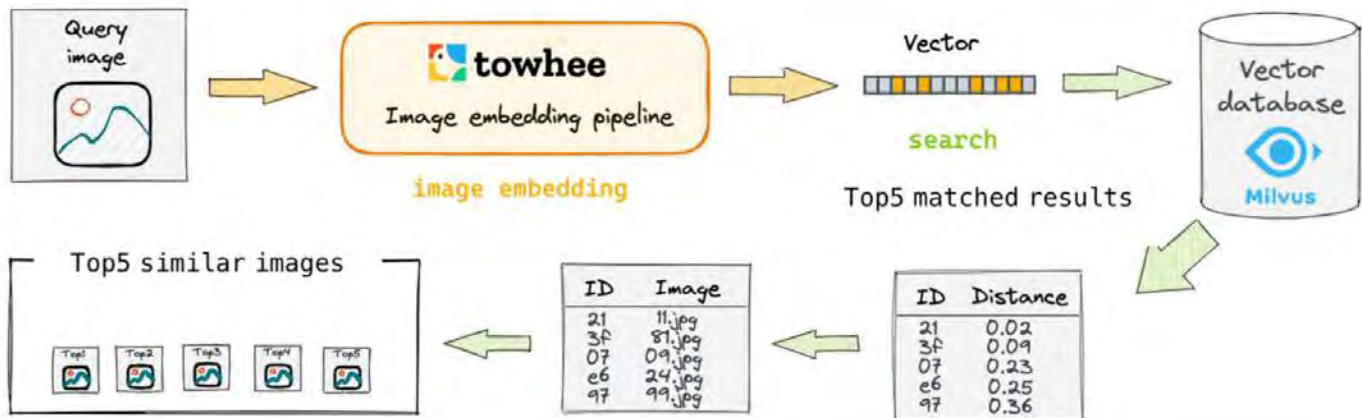 Query
image
towhee
Image embedding pipeline
image embedding
Vector
search
Top5 matched results
Vector
database
Milvus
Top5 similar images
Top1 Top2 Top3 Top4 Top5
ID Image
21 11.jpg
3f 81.jpg
07 09.jpg
e6 24.jpg
97 99.jpg
ID Distance
21 0.02
3f 0.09
07 0.23
e6 0.25
97 0.36